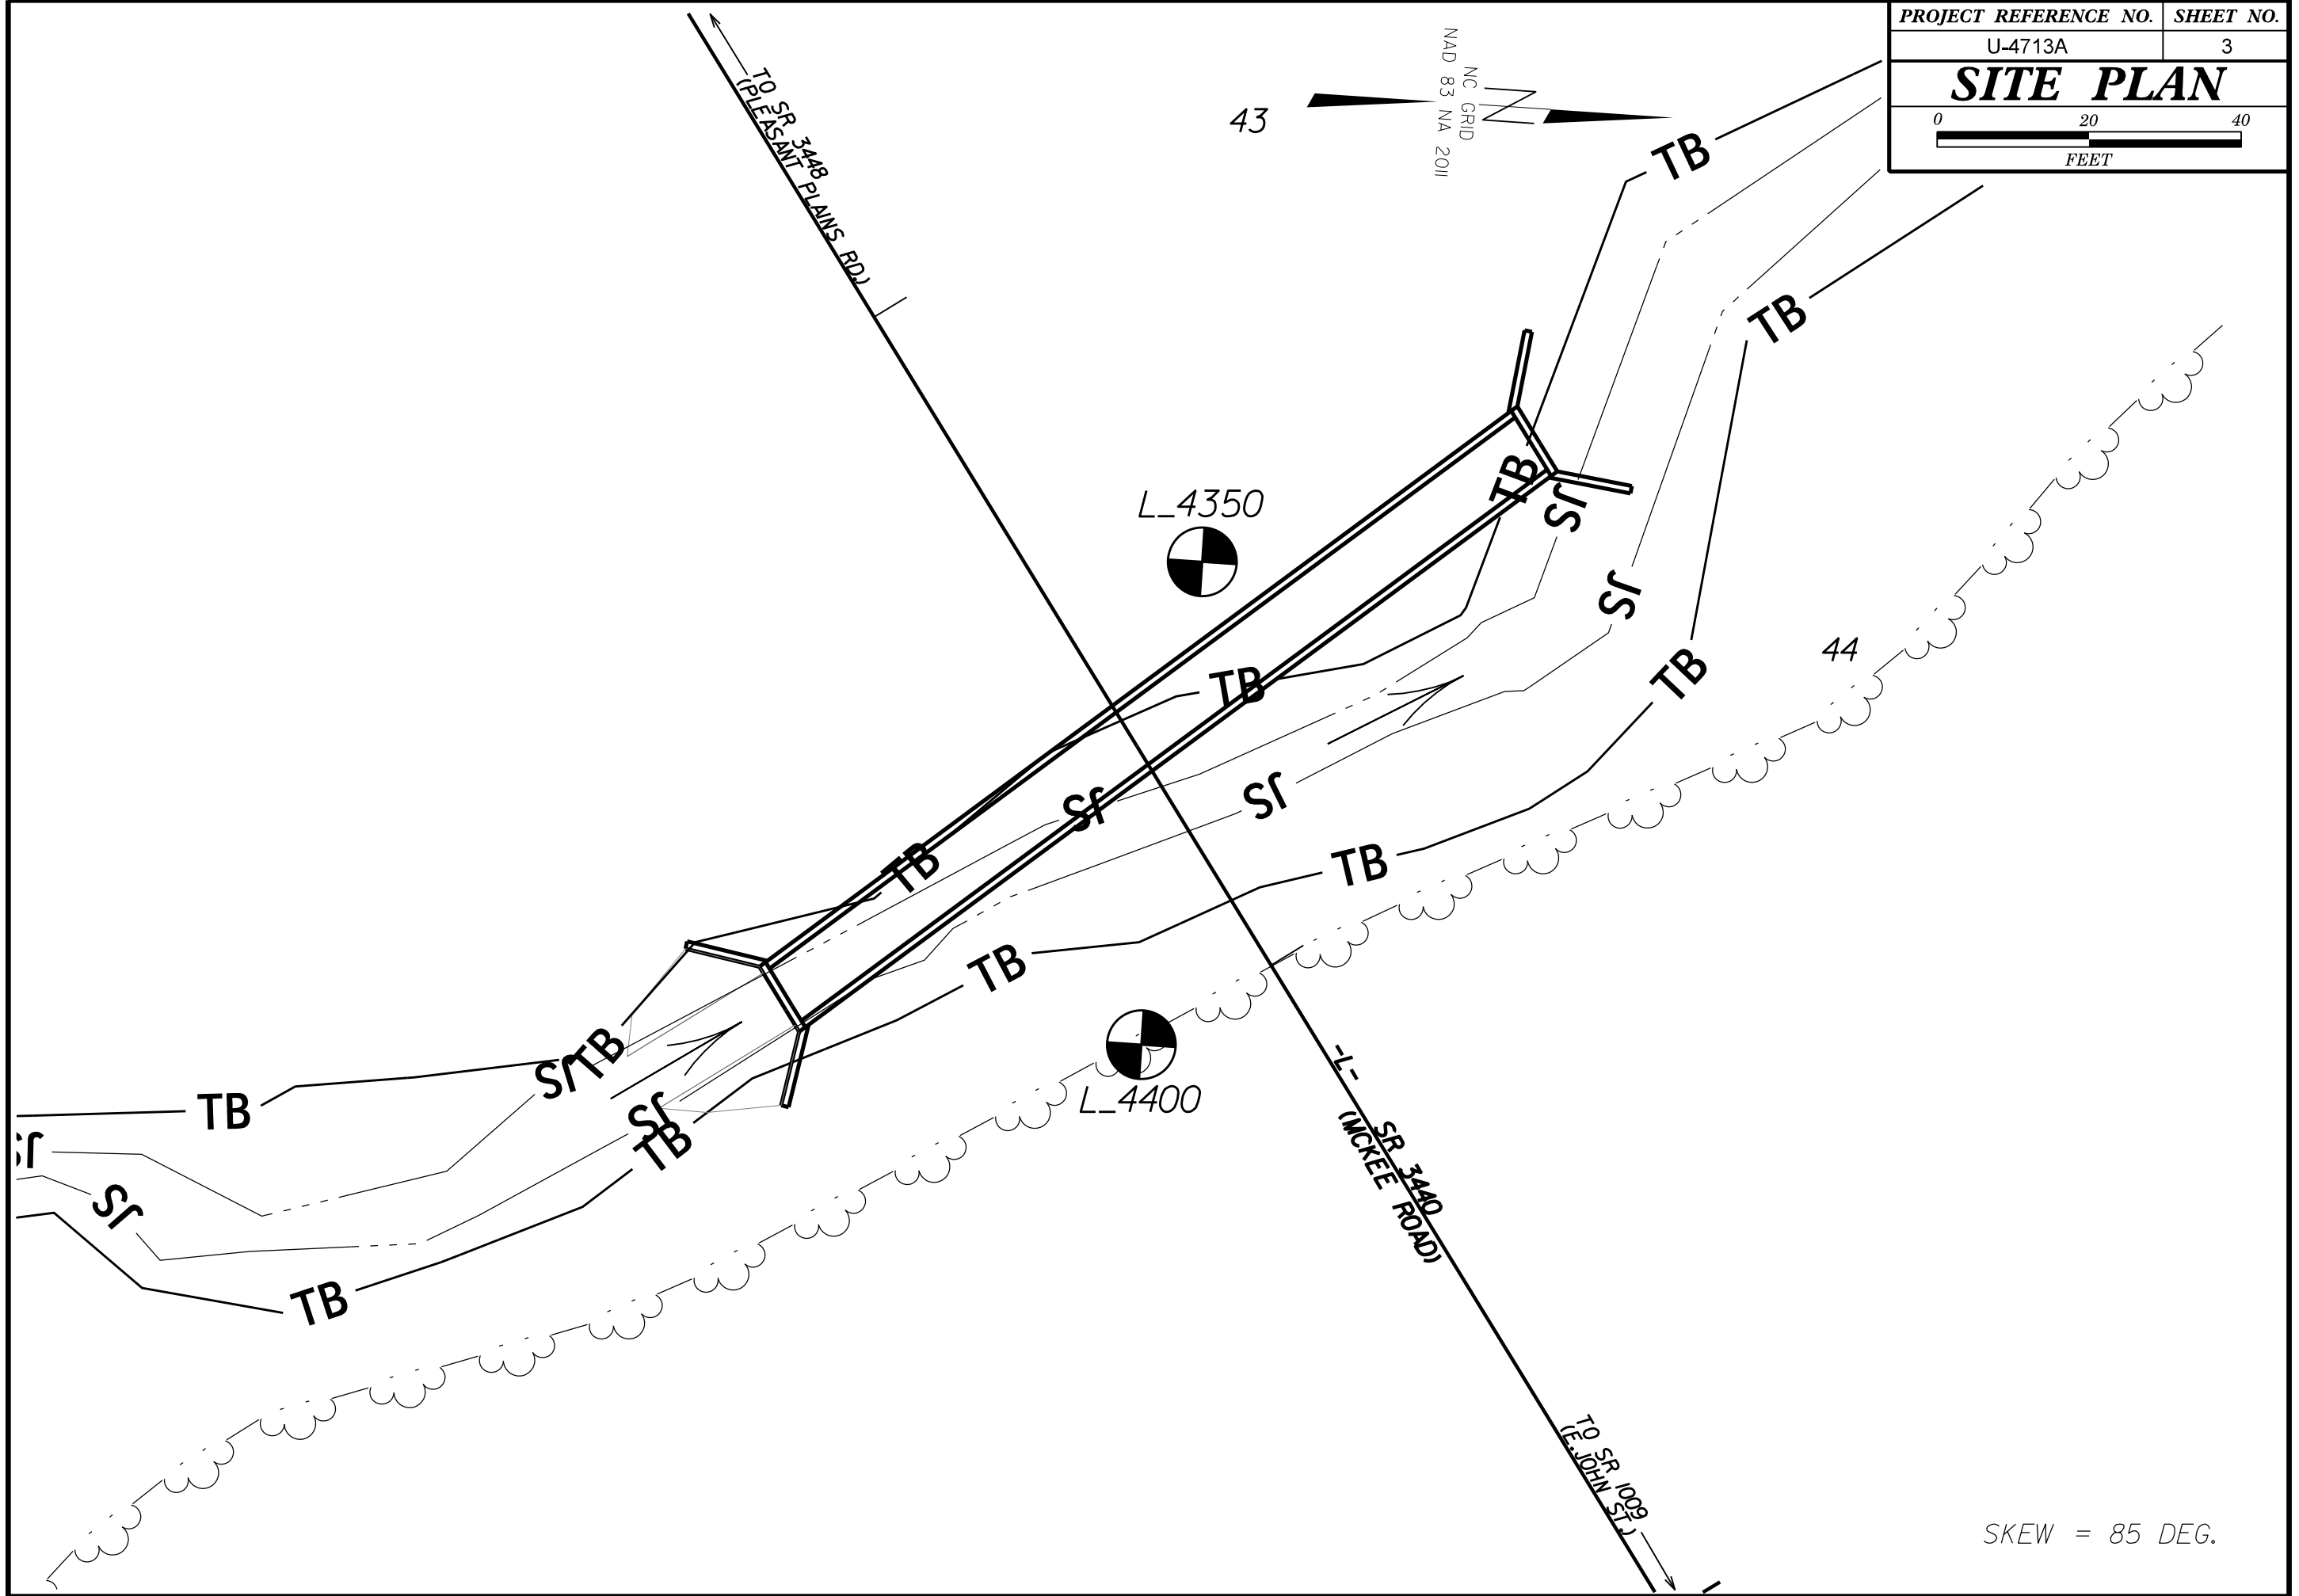 PROJECT REFERENCE NO. SHEET NO.
U-4713A 3
SITE PLAN
0 20 40
FEET
NC GRID
NAD 83 NA 2011
43
TO SR 3448
(PLEASANT PLAINS RD.)
TB
TB
L_4350
TB
JS
JS
44
TB
TB
JS
JS
TB
TB
TB
L_4400
-L- SR 3440
(MCKEE ROAD)
TB
JS
TB
JS
TB
JS
JS
TB
TO SR 1009
(E. JOHN ST.)
SKEW = 85 DEG.